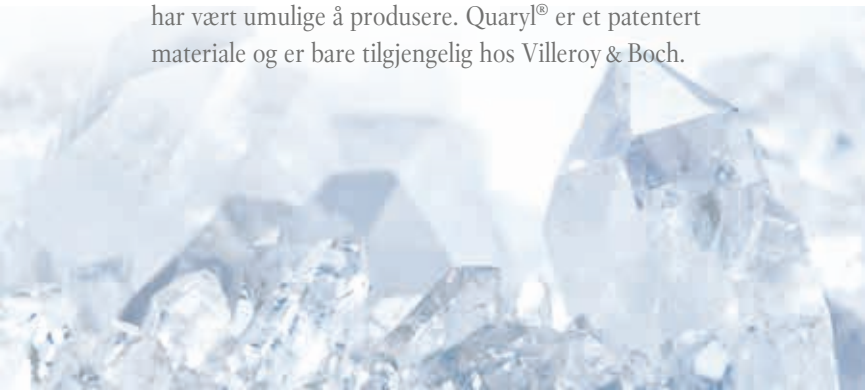 har vært umulige å produsere. Quaryl® er et patentert
materiale og er bare tilgjengelig hos Villeroy & Boch.